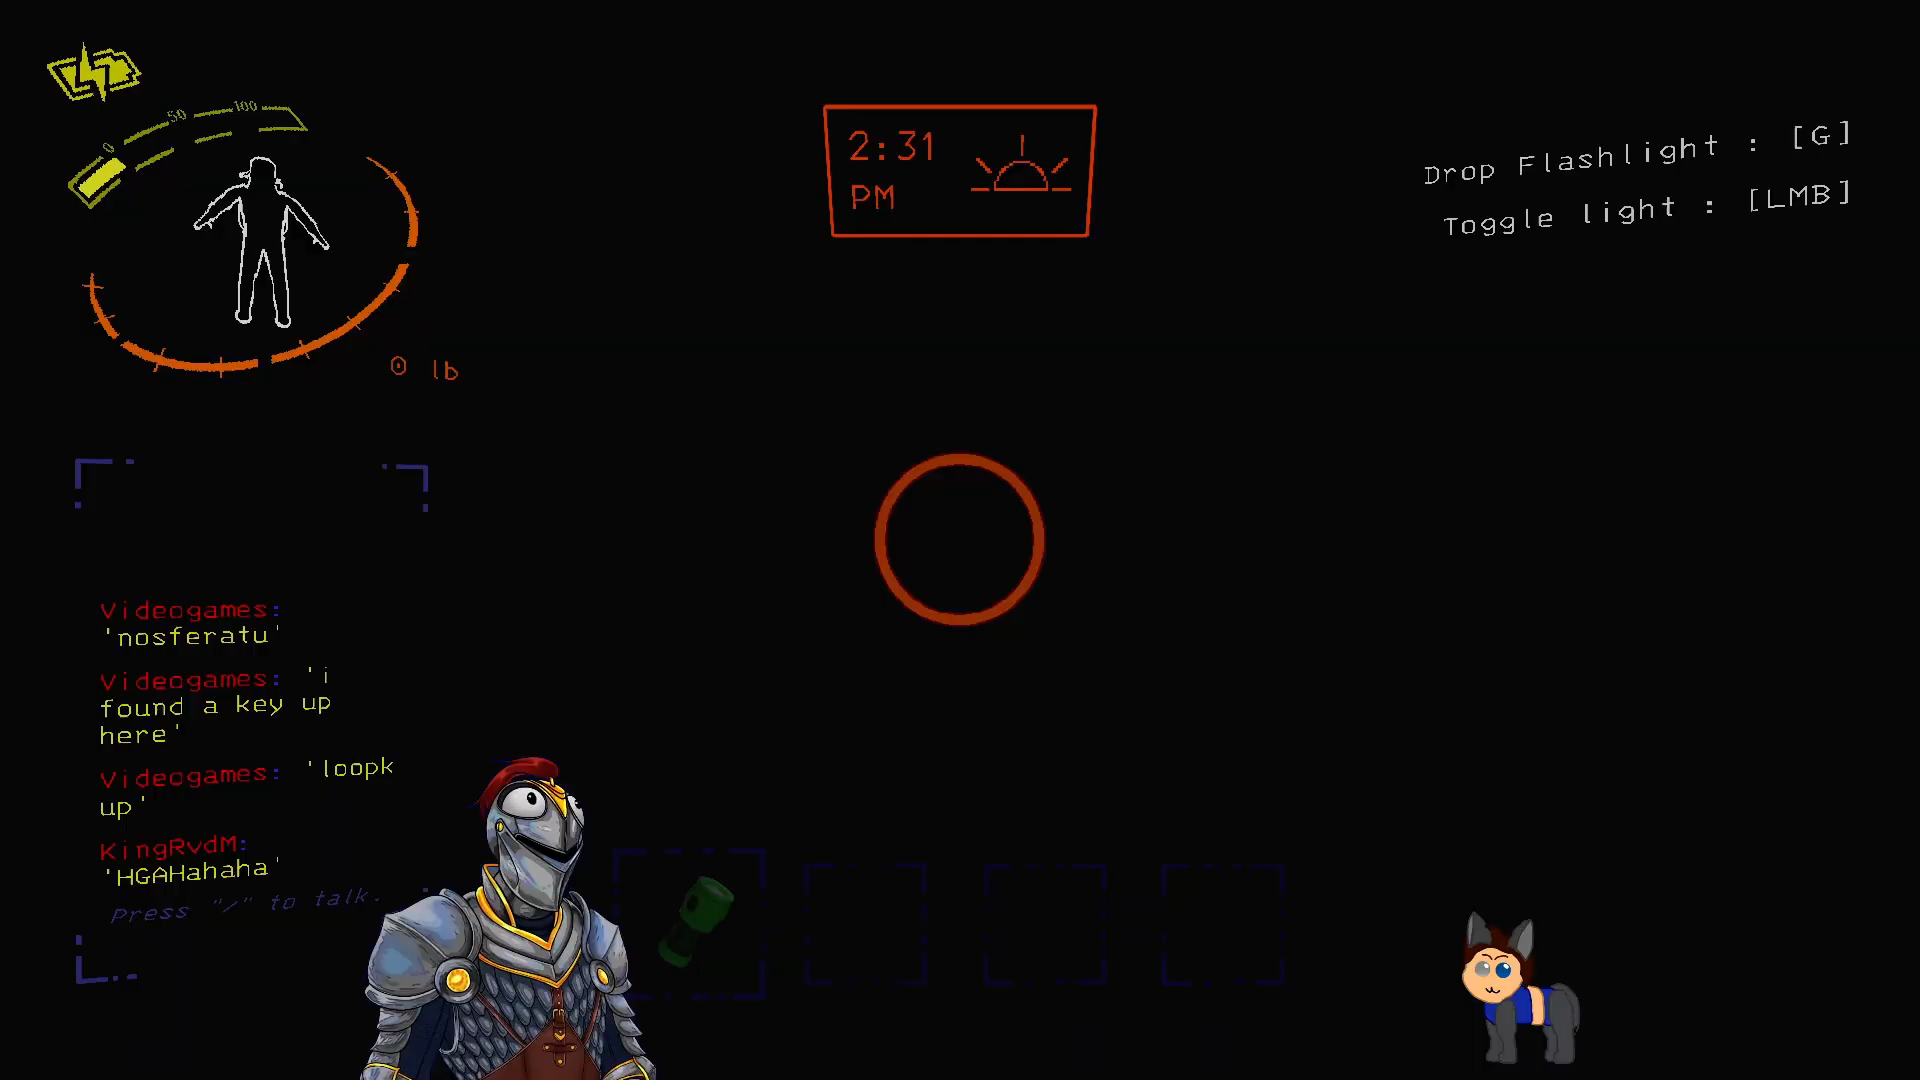 0 50 100
2:31
PM
Drop Flashlight : [G]
Toggle light : [LMB]
0 lb
Videogames:
'nosferatu'
Videogames: 'i
found a key up
here'
Videogames: 'loopk
up'
KingRvdM:
'HGAHahaha'
Press "/" to talk.